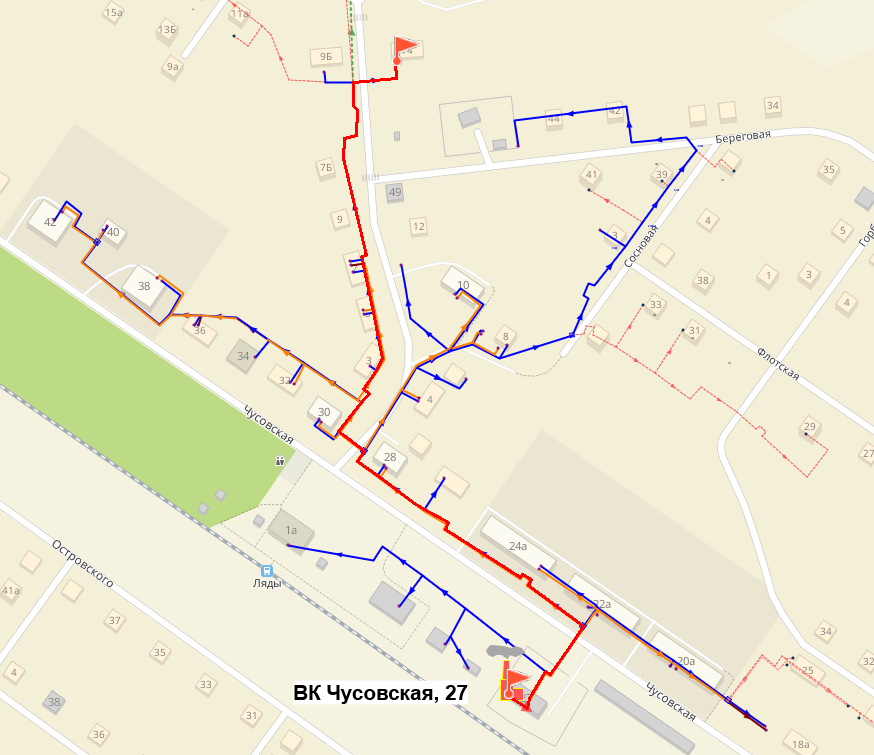 15а
11а
13Б
9а
9Б
44
42
34
Береговая
7Б
41
39
35
49
9
12
4
5
Горб
42
40
3
Сосновая
38
10
38
1
3
4
33
36
8
31
34
3
Флотская
32
4
30
Чусовская
28
29
27
24а
1а
Островского
Ляды
22а
41а
37
34
35
20а
25
32
4
33
Чусовская
ВК Чусовская, 27
38
31
36
18а